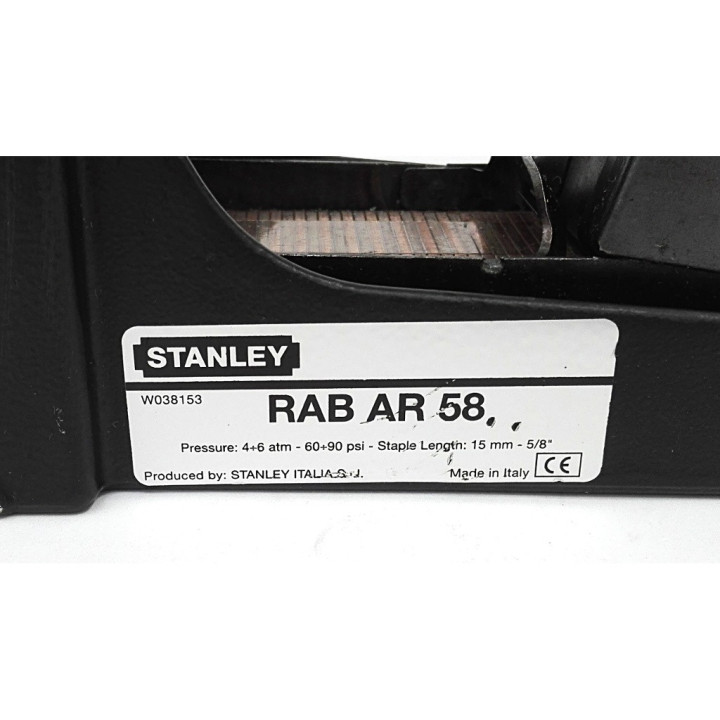 STANLEY
W038153
RAB AR 58
Pressure: 4÷6 atm - 60÷90 psi - Staple Length: 15 mm - 5/8"
Produced by: STANLEY ITALIA
Made in Italy CE